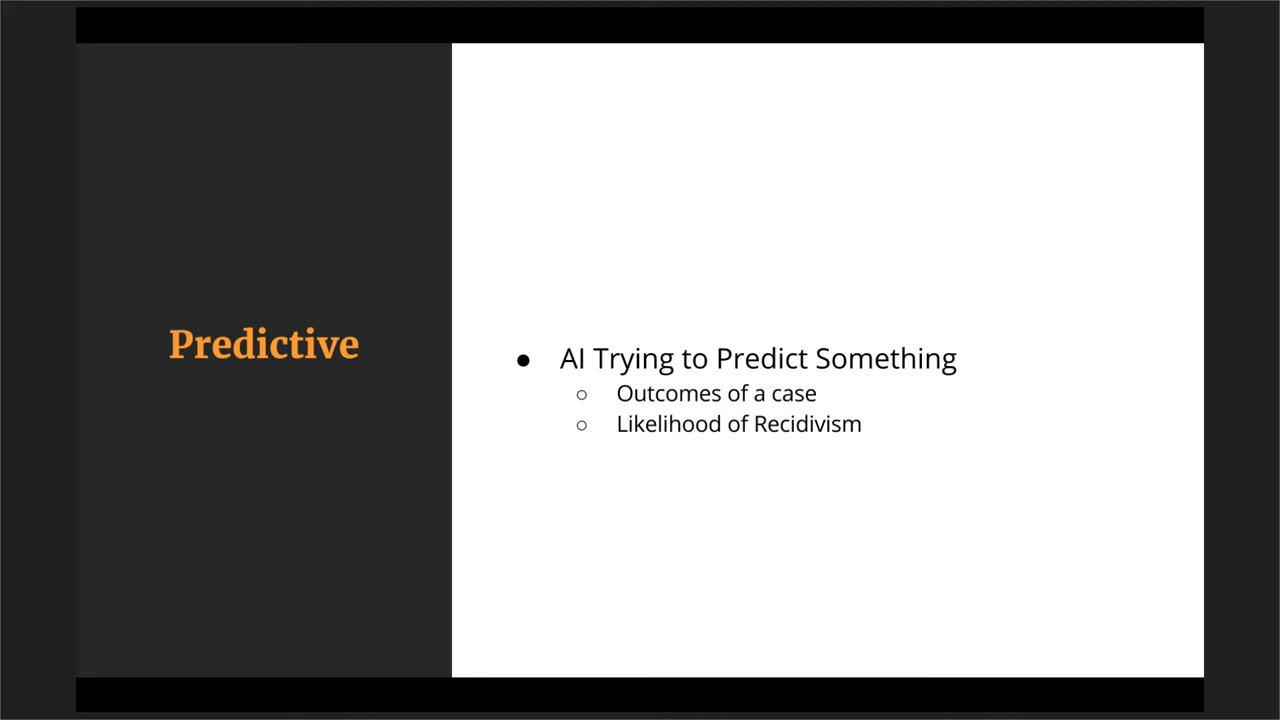 Predictive
● AI Trying to Predict Something
○ Outcomes of a case
○ Likelihood of Recidivism